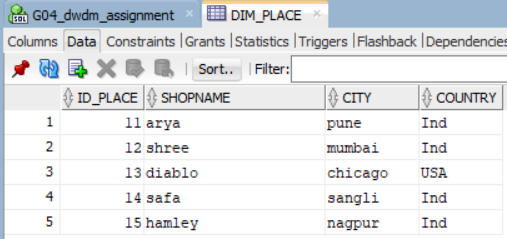 G04_dwdm_assignment DIM_PLACE
Columns Data Constraints |Grants |Statistics |Triggers |Flashback |Dependencies
Sort.. Filter:
ID_PLACE SHOPNAME CITY COUNTRY
1 11 arya pune Ind
2 12 shree mumbai Ind
3 13 diablo chicago USA
4 14 safa sangli Ind
5 15 hamley nagpur Ind